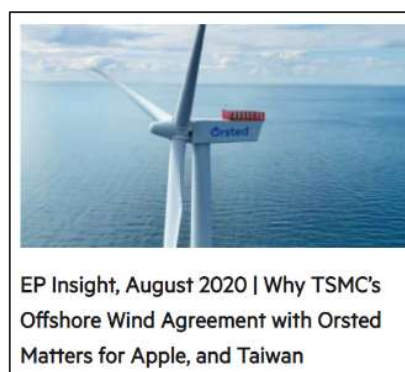 Orsted
EP Insight, August 2020 | Why TSMC's
Offshore Wind Agreement with Orsted
Matters for Apple, and Taiwan